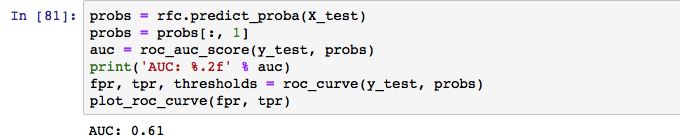 In [81]: probs = rfc.predict_proba(X_test)
probs = probs[:, 1]
auc = roc_auc_score(y_test, probs)
print('AUC: %.2f' % auc)
fpr, tpr, thresholds = roc_curve(y_test, probs)
plot_roc_curve(fpr, tpr)
AUC: 0.61